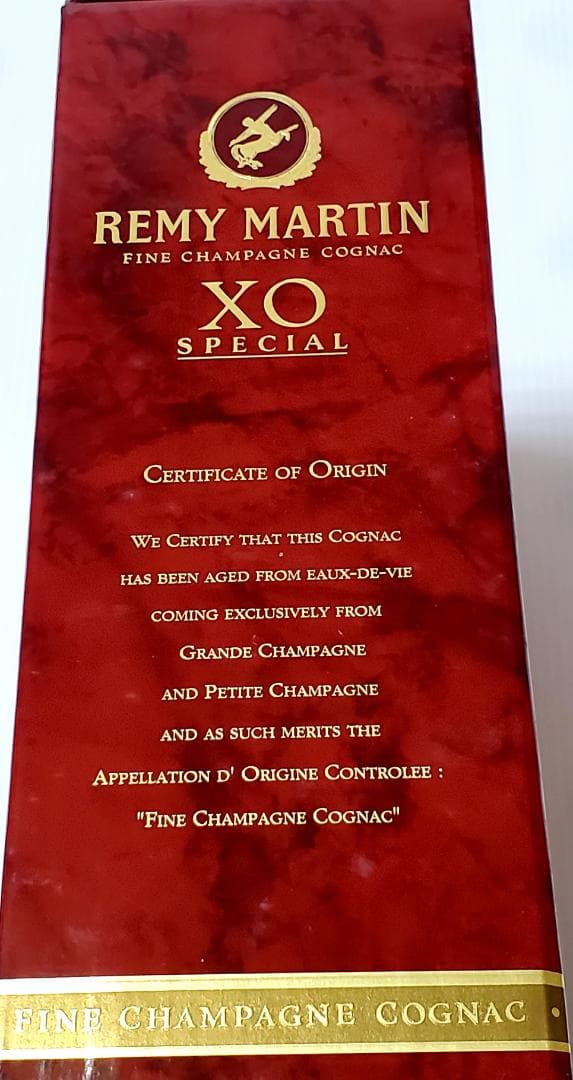 REMY MARTIN
FINE CHAMPAGNE COGNAC
XO
SPECIAL
CERTIFICATE OF ORIGIN
WE CERTIFY THAT THIS COGNAC
HAS BEEN AGED FROM EAUX-DE-VIE
COMING EXCLUSIVELY FROM
GRANDE CHAMPAGNE
AND PETITE CHAMPAGNE
AND AS SUCH MERITS THE
APPELLATION D' ORIGINE CONTROLEE :
"FINE CHAMPAGNE COGNAC"
FINE CHAMPAGNE COGNAC •